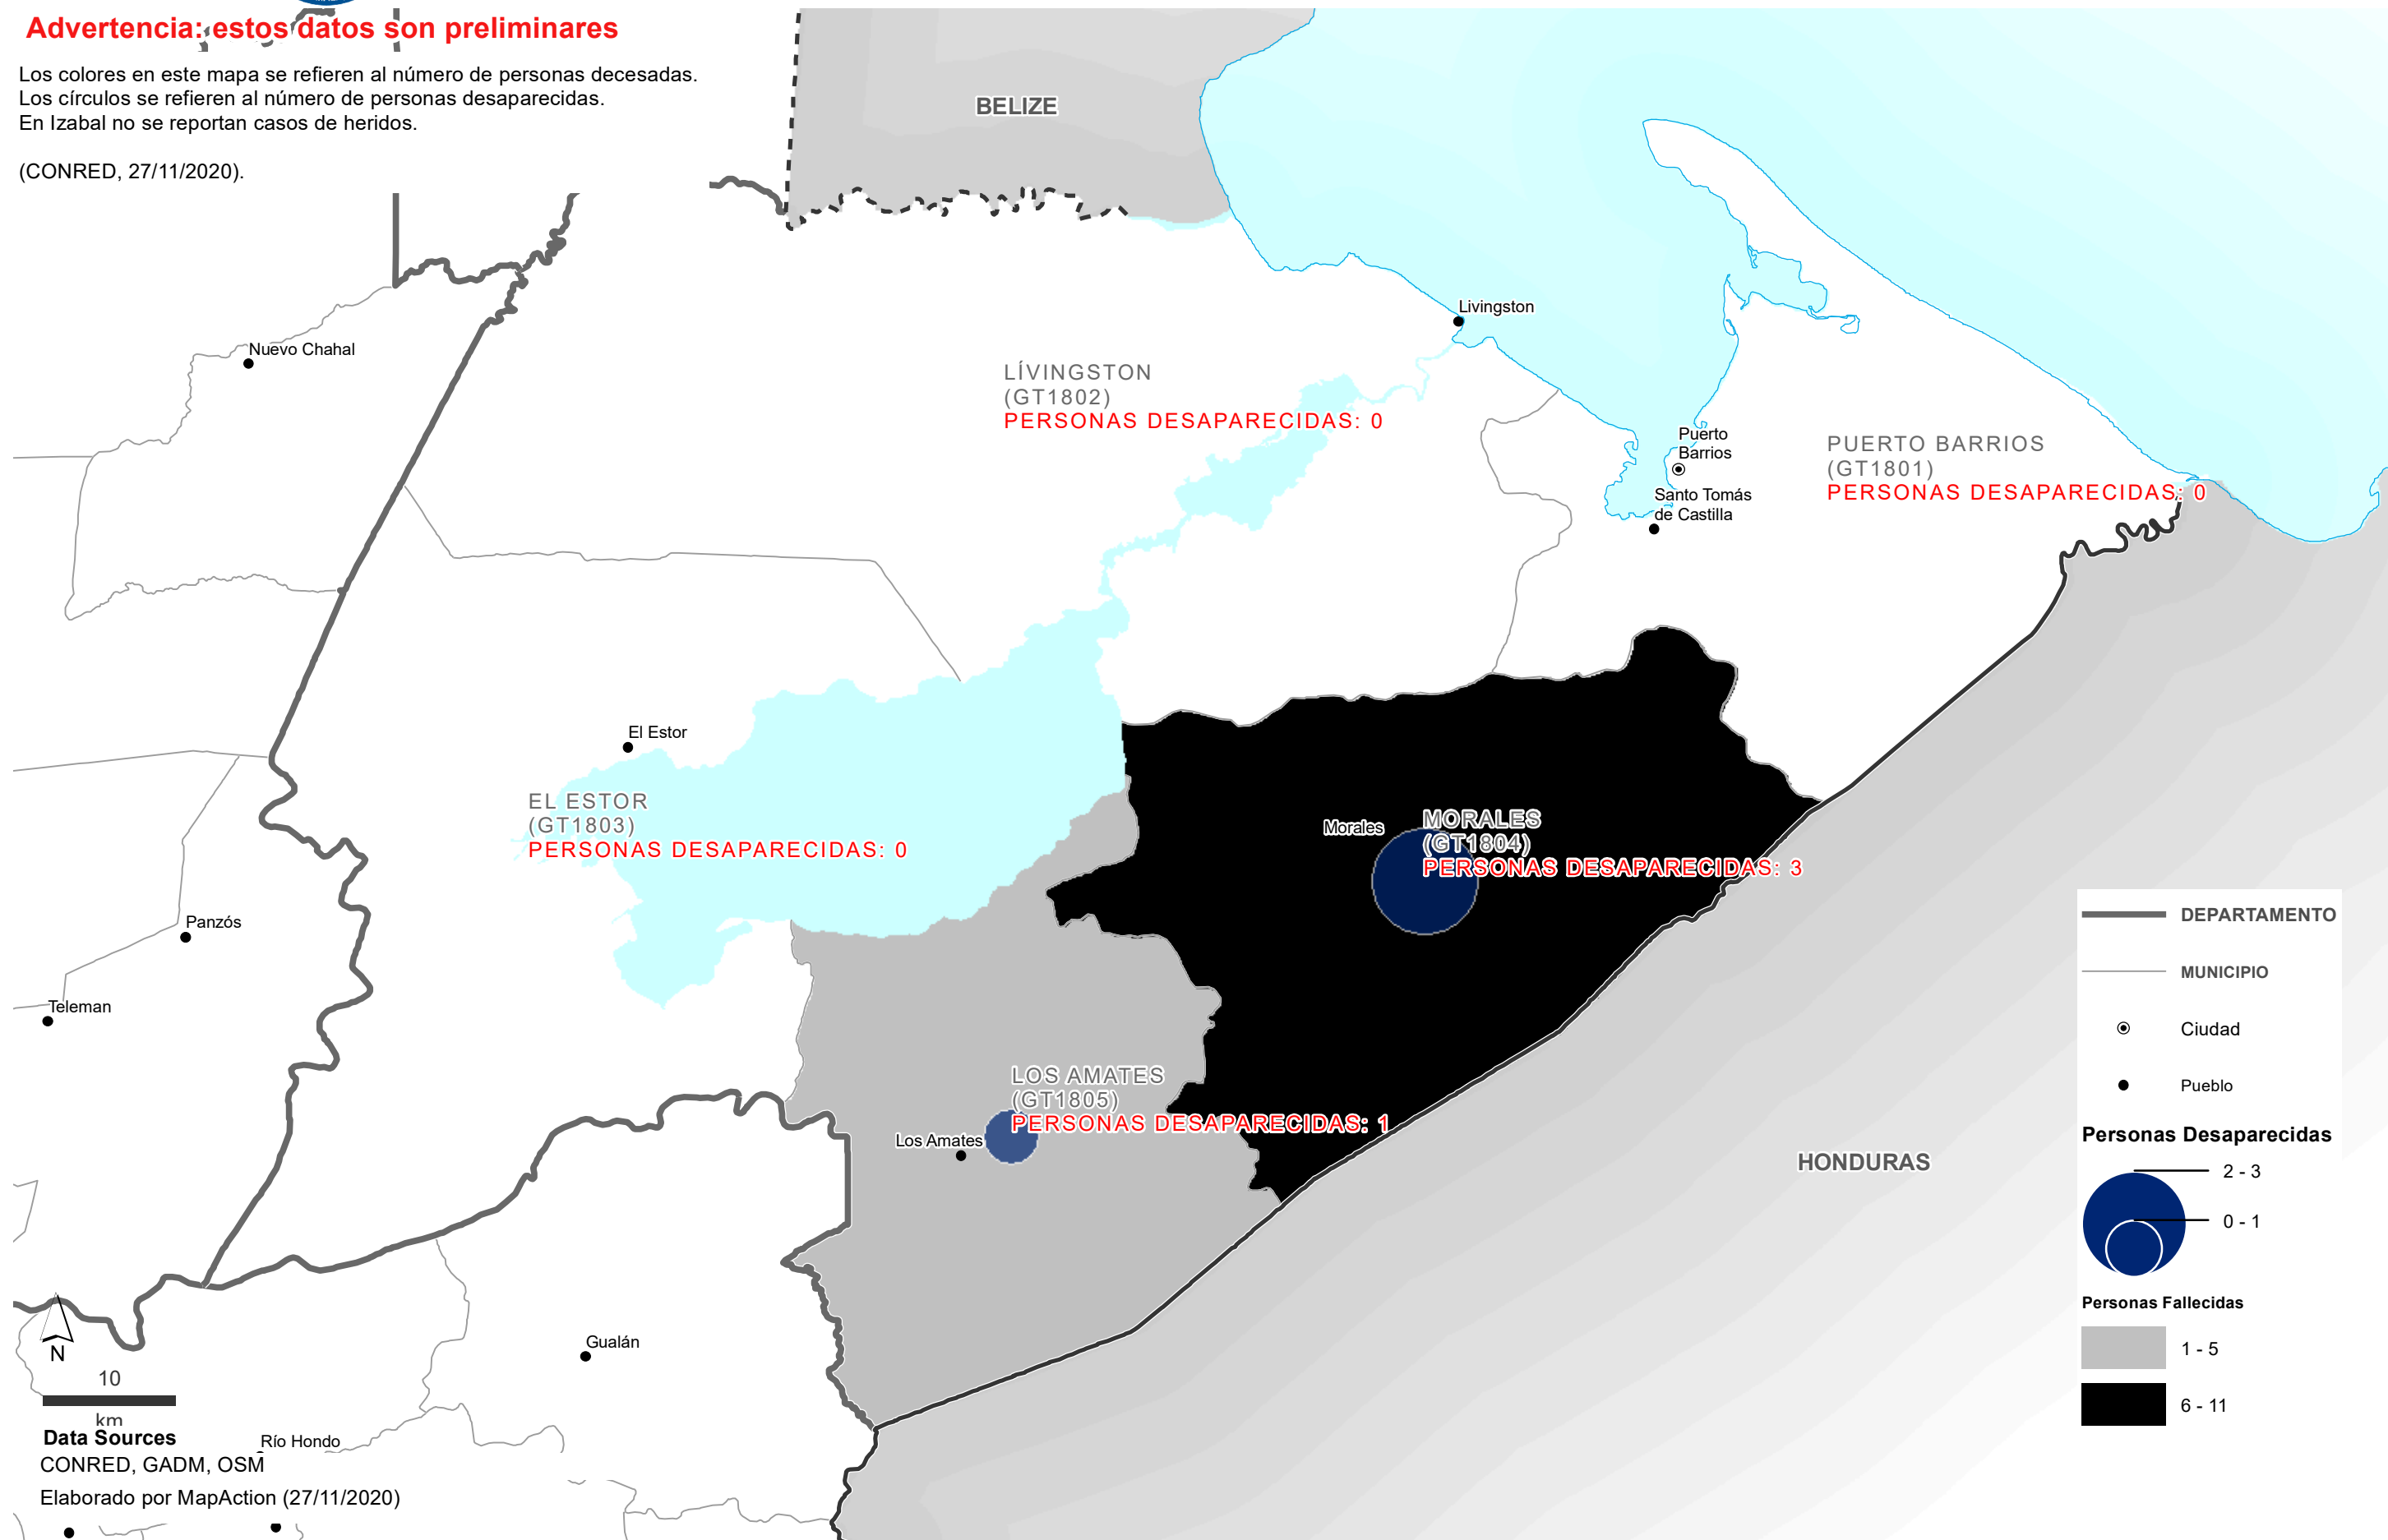 Advertencia: estos datos son preliminares
Los colores en este mapa se refieren al número de personas decesadas.
Los círculos se refieren al número de personas desaparecidas.
En Izabal no se reportan casos de heridos.
(CONRED, 27/11/2020).
BELIZE
Livingston
Nuevo Chahal
LÍVINGSTON
(GT1802)
PERSONAS DESAPARECIDAS: 0
Puerto
Barrios
PUERTO BARRIOS
(GT1801)
PERSONAS DESAPARECIDAS: 0
Santo Tomás
de Castilla
El Estor
EL ESTOR
(GT1803)
PERSONAS DESAPARECIDAS: 0
Morales
MORALES
(GT1804)
PERSONAS DESAPARECIDAS: 3
Panzós
Teleman
LOS AMATES
(GT1805)
PERSONAS DESAPARECIDAS: 1
Los Amates
HONDURAS
Gualán
Río Hondo
DEPARTAMENTO
MUNICIPIO
Ciudad
Pueblo
Personas Desaparecidas
2 - 3
0 - 1
Personas Fallecidas
1 - 5
6 - 11
N
10
km
Data Sources
CONRED, GADM, OSM
Elaborado por MapAction (27/11/2020)